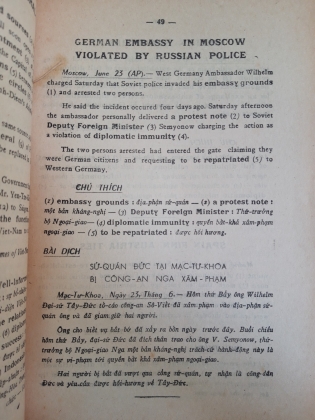 — 49 —
GERMAN EMBASSY IN MOSCOW
VIOLATED BY RUSSIAN POLICE
Moscow, June 25 (AP).— West Germany Ambassador Wilhelm
charged Saturday that Soviet police invaded his embassy grounds
(1) and arrested two persons.
He said the incident occured four days ago. Saturday afternoon
the ambassador personally delivered a protest note (2) to Soviet
Deputy Foreign Minister (3) Semyonow charging the action as
a violation of diplomatic immunity (4).
The two persons arrested had entered the gate claiming they
were German citizens and requesting to be repatriated (5) to
Western Germany.
CHÚ THÍCH
(1) embassy grounds : địa-phận sứ-quán — (2) a protest note :
một bản kháng-nghị — (3) Deputy Foreign Minister : Thứ-trưởng
bộ Ngoại-giao — (4) diplomatic immunity : quyền bất-khả xâm-phạm
ngoại-giao — (5) to be repatriated : được hồi hương.
BÀI DỊCH
SỨ-QUÁN ĐỨC TẠI MẠC-TƯ-KHOA
BỊ CÔNG-AN NGA XÂM-PHẠM
Mạc-Tư-Khoa, Ngày 25, Tháng 6. — Hôm thứ Bảy ông Wilhelm
Đại-sứ Tây-Đức tố-cáo công-an Sô-Viết đã xâm phạm vào địa-phận sứ-
quán ông và đã giam giữ hai người.
Ông cho biết vụ bắt-bớ đã xẩy ra bốn ngày trước đây. Buổi chiều
hôm thứ Bảy, đại-sứ Đức đã đích thân trao cho ông V. Semyonow, thứ-
trưởng bộ Ngoại-giao Nga một bản kháng-nghị trách-cứ hành-động này là
một sự vi-phạm tới quyền bất khả xâm-phạm ngoại-giao.
Hai người bị bắt đã vượt qua cổng sứ-quán, tự nhận là công-dân
Đức và yêu-cầu được hồi-hương về Tây-Đức.